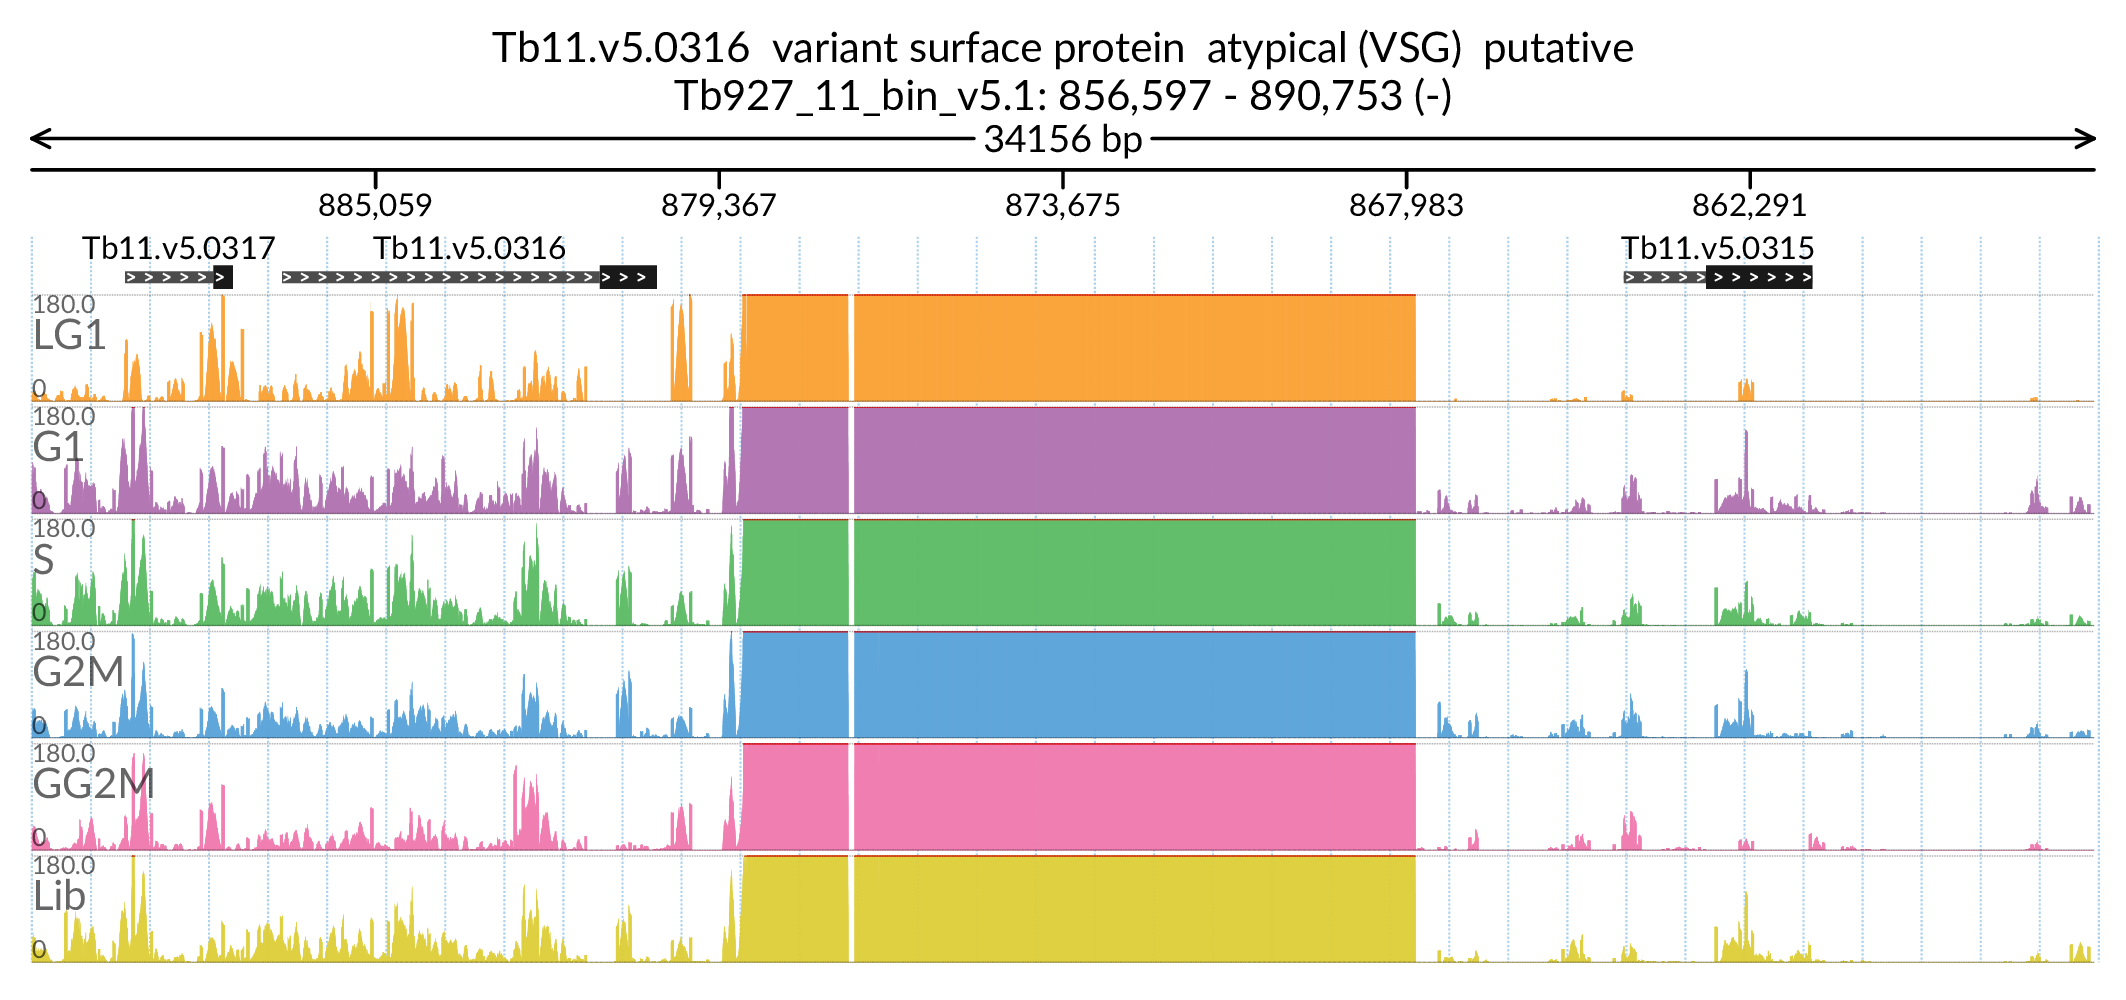 Tb11.v5.0316 variant surface protein atypical (VSG) putative
Tb927_11_bin_v5.1: 856,597 - 890,753 (-)
34156 bp
885,059 879,367 873,675 867,983 862,291
Tb11.v5.0317 Tb11.v5.0316 Tb11.v5.0315
180.0
LG1
0
180.0
G1
0
180.0
S
0
180.0
G2M
0
180.0
GG2M
0
180.0
Lib
0